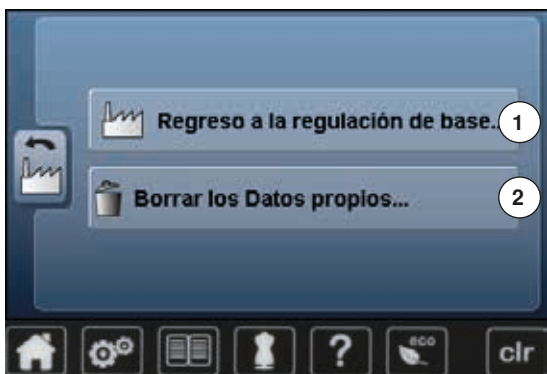 Regreso a la regulación de base..
1
Borrar los Datos propios...
2
?
eco
clr